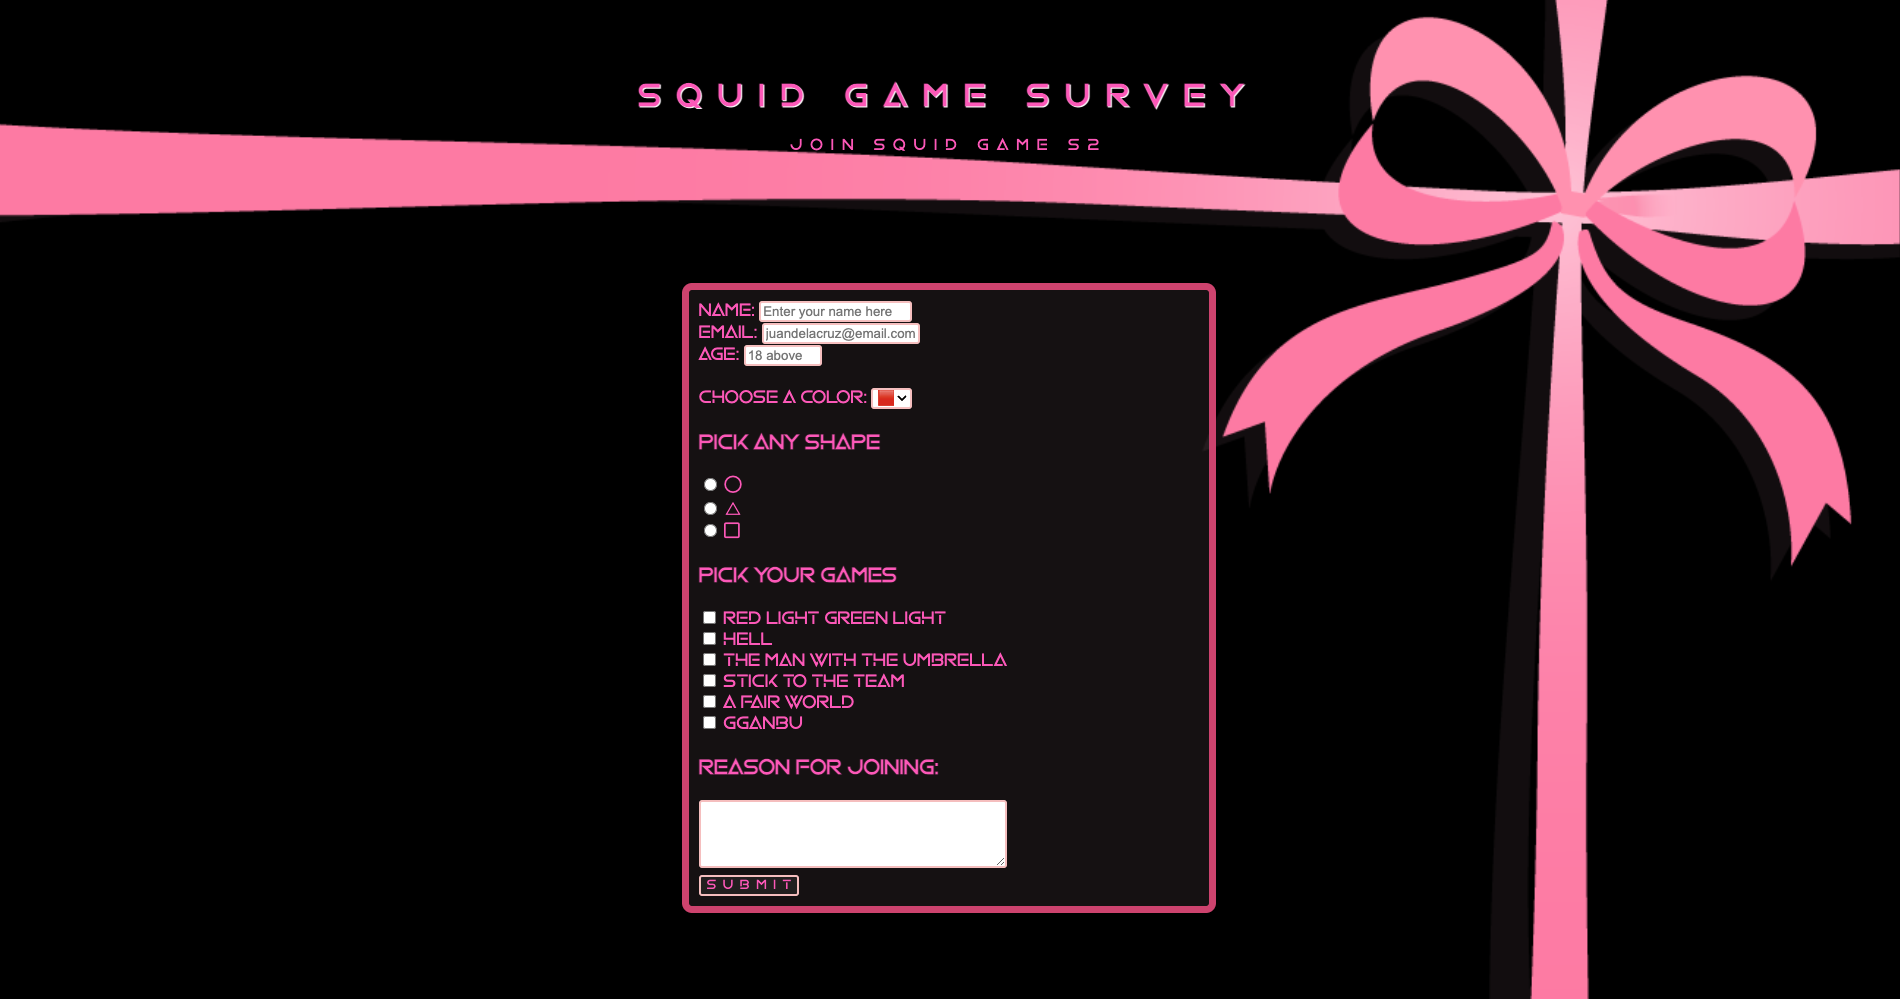 SQUID GAME SURVEY
JOIN SQUID GAME S2
NAME: Enter your name here
EMAIL: juandelacruz@email.com
AGE: 18 above
CHOOSE A COLOR:
PICK ANY SHAPE
PICK YOUR GAMES
RED LIGHT GREEN LIGHT
HELL
THE MAN WITH THE UMBRELLA
STICK TO THE TEAM
A FAIR WORLD
GGANBU
REASON FOR JOINING:
SUBMIT